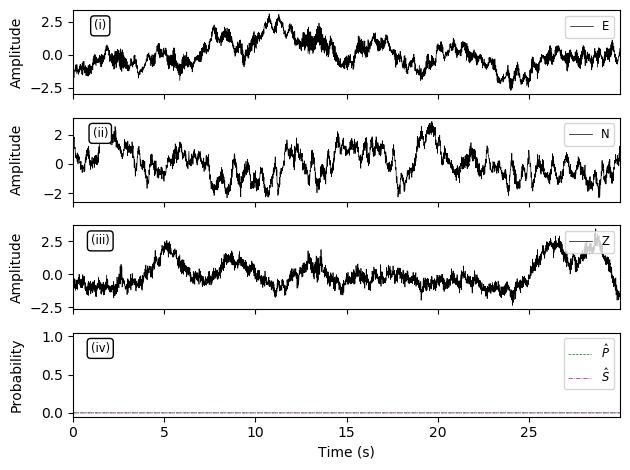 Amplitude
2.5
0.0
−2.5
(i)
E
Amplitude
2
0
−2
(ii)
N
Amplitude
2.5
0.0
−2.5
(iii)
Z
Probability
1.0
0.5
0.0
(iv)
P̂
Ŝ
0 5 10 15 20 25
Time (s)